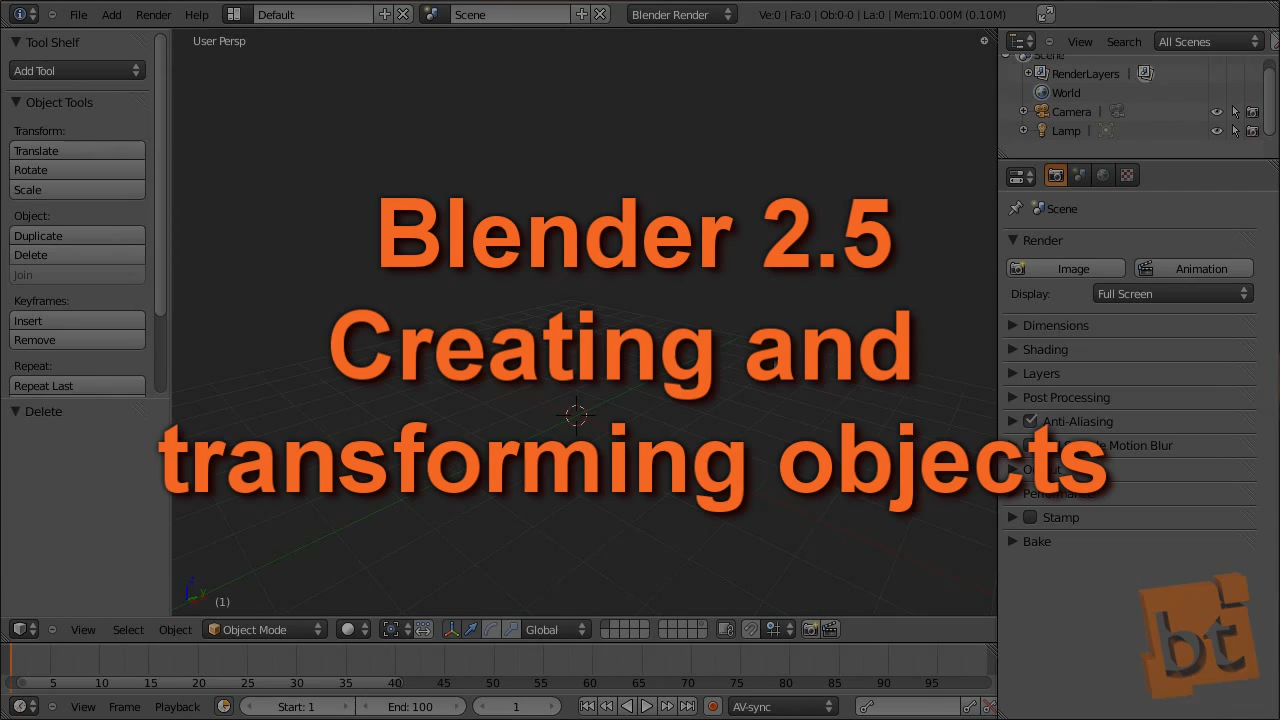 File Add Render Help Default Scene Blender Render Ve:0 | Fa:0 | Ob:0-0 | La:0 | Mem:10.00M (0.10M)
Tool Shelf
Add Tool
Object Tools
Transform:
Translate
Rotate
Scale
Object:
Duplicate
Delete
Join
Keyframes:
Insert
Remove
Repeat:
Repeat Last
Delete
User Persp
Blender 2.5
Creating and
transforming objects
(1)
View Search All Scenes
Scene
RenderLayers |
World
Camera |
Lamp |
Scene
Render
Image Animation
Display: Full Screen
Dimensions
Shading
Layers
Post Processing
Anti-Aliasing
Motion Blur
Stamp
Bake
bt
View Select Object Object Mode Global
5 10 15 20 25 30 35 40 45 50 55 60 65 70 75 80 85 90 95
View Frame Playback Start: 1 End: 100 1 AV-sync